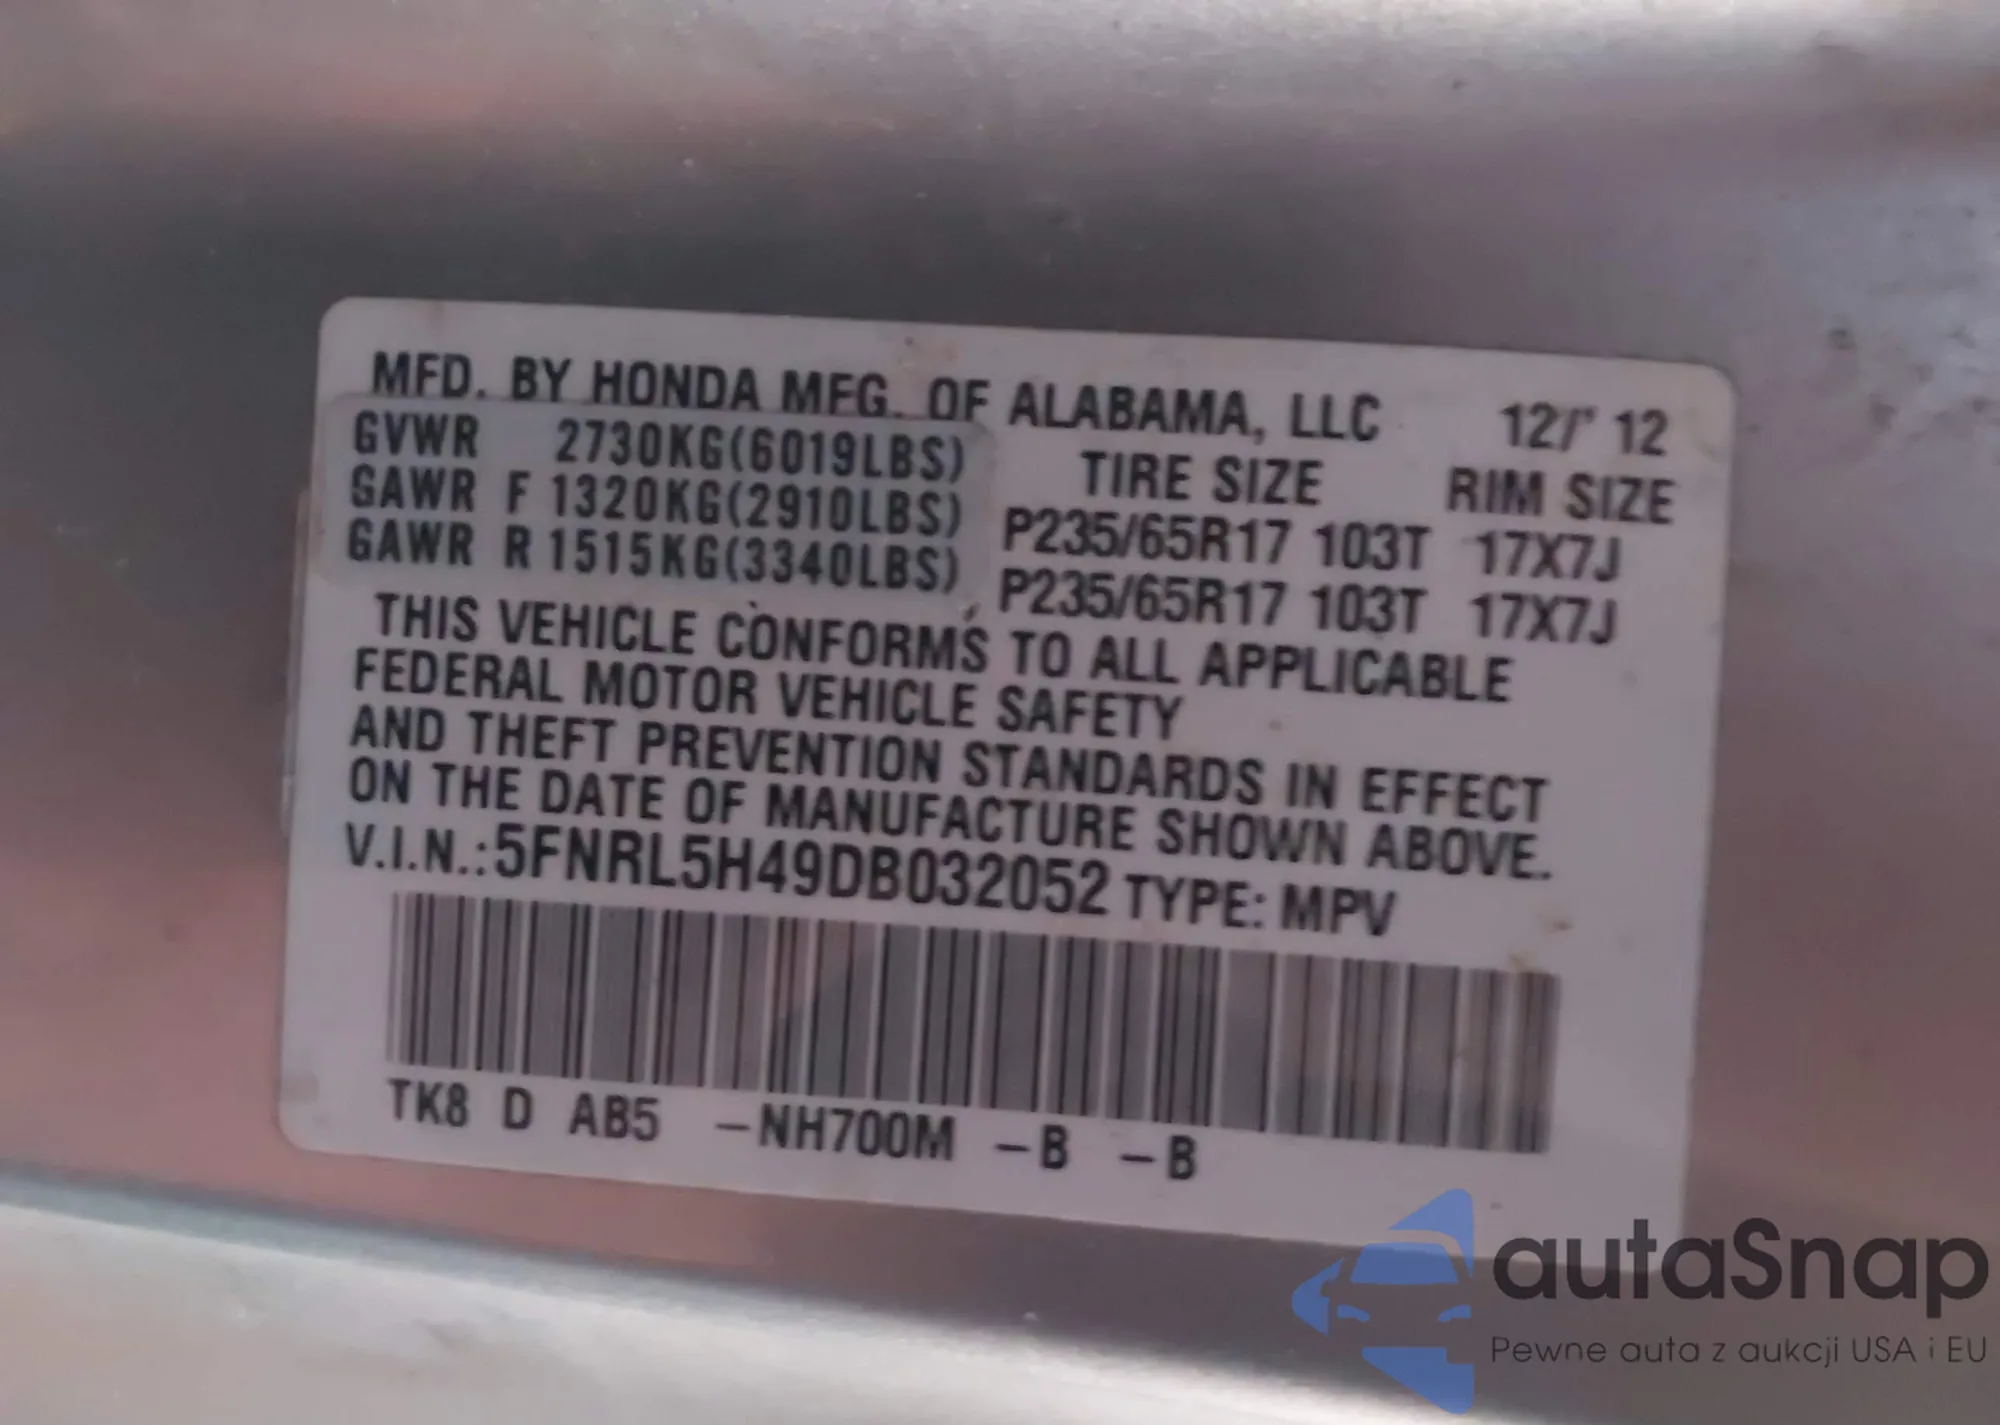 MFD. BY HONDA MFG. OF ALABAMA, LLC 12/' 12
GVWR 2730KG(6019LBS) TIRE SIZE RIM SIZE
GAWR F 1320KG(2910LBS) P235/65R17 103T 17X7J
GAWR R 1515KG(3340LBS) P235/65R17 103T 17X7J
THIS VEHICLE CONFORMS TO ALL APPLICABLE
FEDERAL MOTOR VEHICLE SAFETY
AND THEFT PREVENTION STANDARDS IN EFFECT
ON THE DATE OF MANUFACTURE SHOWN ABOVE.
V.I.N.:5FNRL5H49DB032052 TYPE: MPV
TK8 D AB5 –NH700M –B –B
autaSnap
Pewne auta z aukcji USA i EU